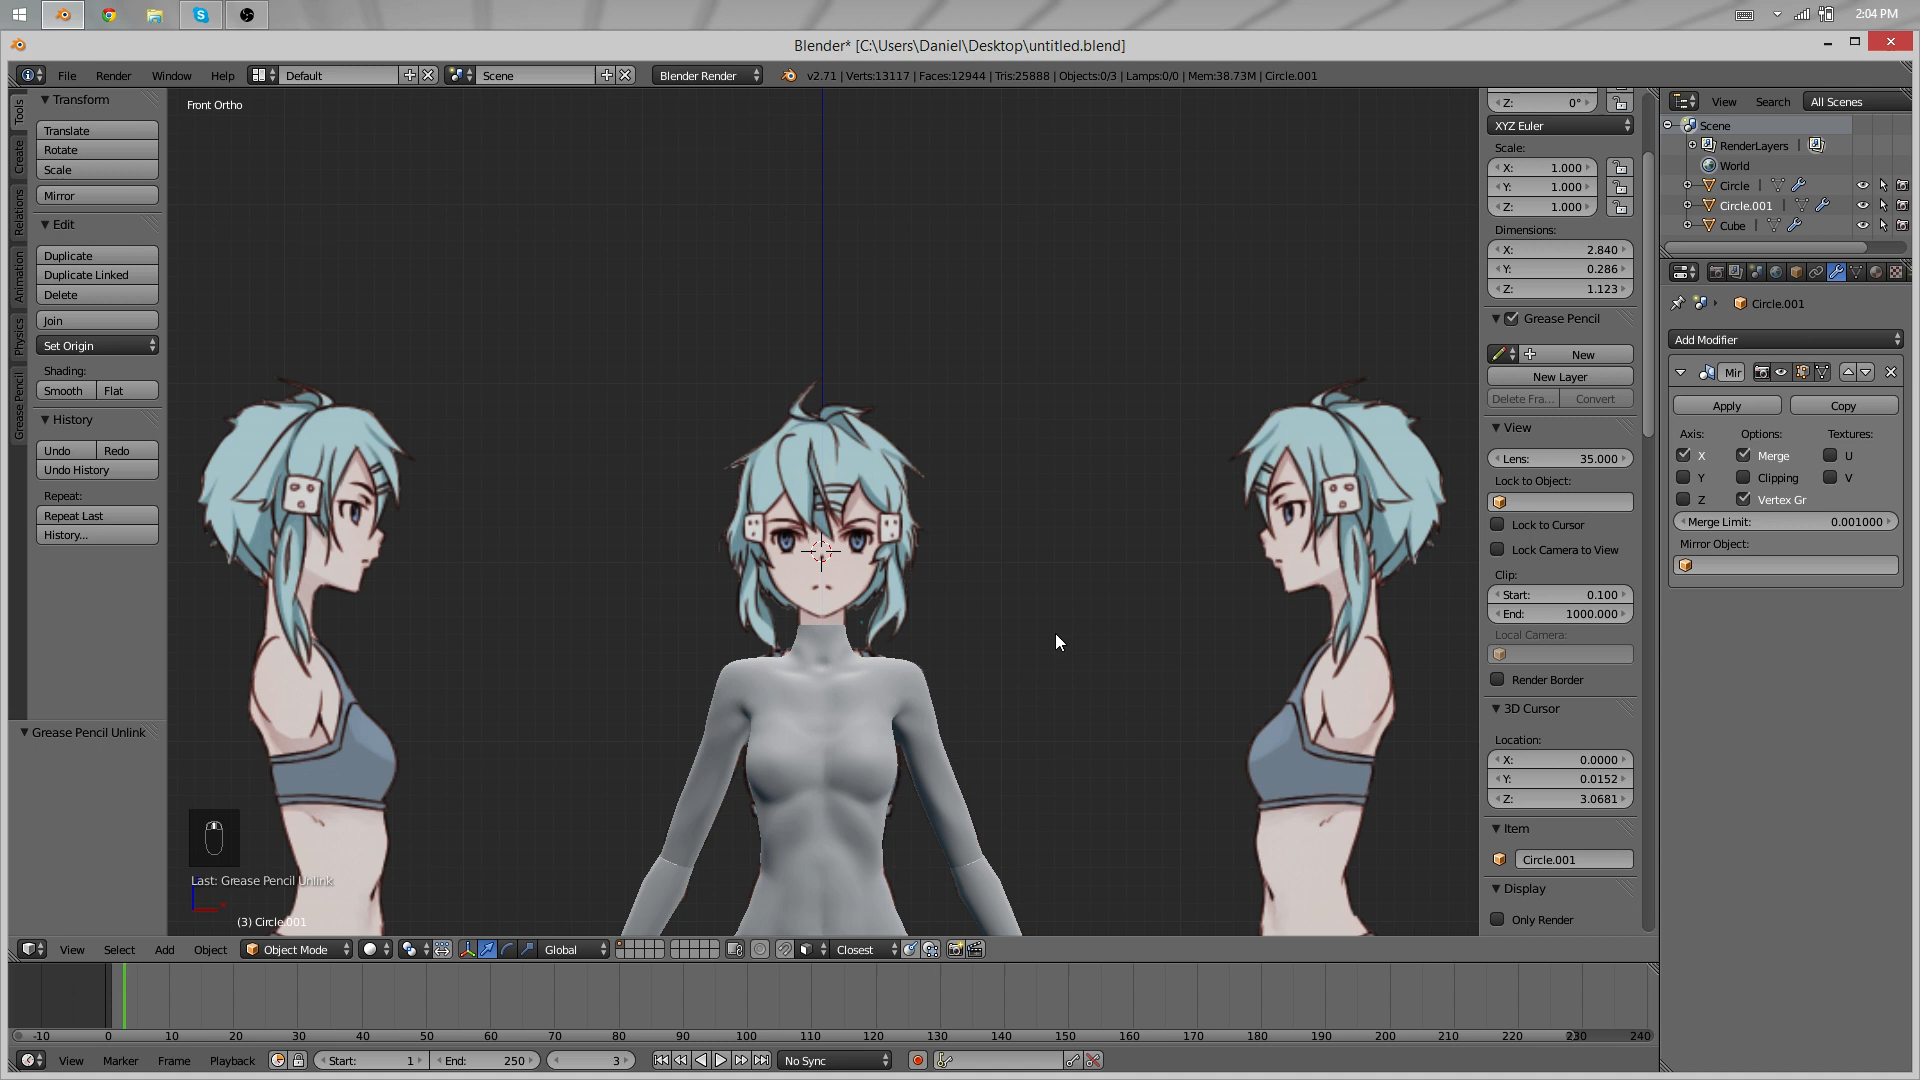 2:04 PM
Blender* [C:\Users\Daniel\Desktop\untitled.blend]
File Render Window Help Default Scene Blender Render v2.71 | Verts:13117 | Faces:12944 | Tris:25888 | Objects:0/3 | Lamps:0/0 | Mem:38.73M | Circle.001
Tools
Create
Relations
Animation
Physics
Grease Pencil
Transform
Translate
Rotate
Scale
Mirror
Edit
Duplicate
Duplicate Linked
Delete
Join
Set Origin
Shading:
Smooth Flat
History
Undo Redo
Undo History
Repeat:
Repeat Last
History...
Grease Pencil Unlink
Front Ortho
Last: Grease Pencil Unlink
(3) Circle.001
Z: 0°
XYZ Euler
Scale:
X: 1.000
Y: 1.000
Z: 1.000
Dimensions:
X: 2.840
Y: 0.286
Z: 1.123
Grease Pencil
New
New Layer
Delete Fra... Convert
View
Lens: 35.000
Lock to Object:
Lock to Cursor
Lock Camera to View
Clip:
Start: 0.100
End: 1000.000
Local Camera:
Render Border
3D Cursor
Location:
X: 0.0000
Y: 0.0152
Z: 3.0681
Item
Circle.001
Display
Only Render
View Search All Scenes
Scene
RenderLayers |
World
Circle |
Circle.001 |
Cube |
Circle.001
Add Modifier
Mir
Apply Copy
Axis: Options: Textures:
X Merge U
Y Clipping V
Z Vertex Gr
Merge Limit: 0.001000
Mirror Object:
View Select Add Object Object Mode Global Closest
-10 0 10 20 30 40 50 60 70 80 90 100 110 120 130 140 150 160 170 180 190 200 210 220 230 240
View Marker Frame Playback Start: 1 End: 250 3 No Sync